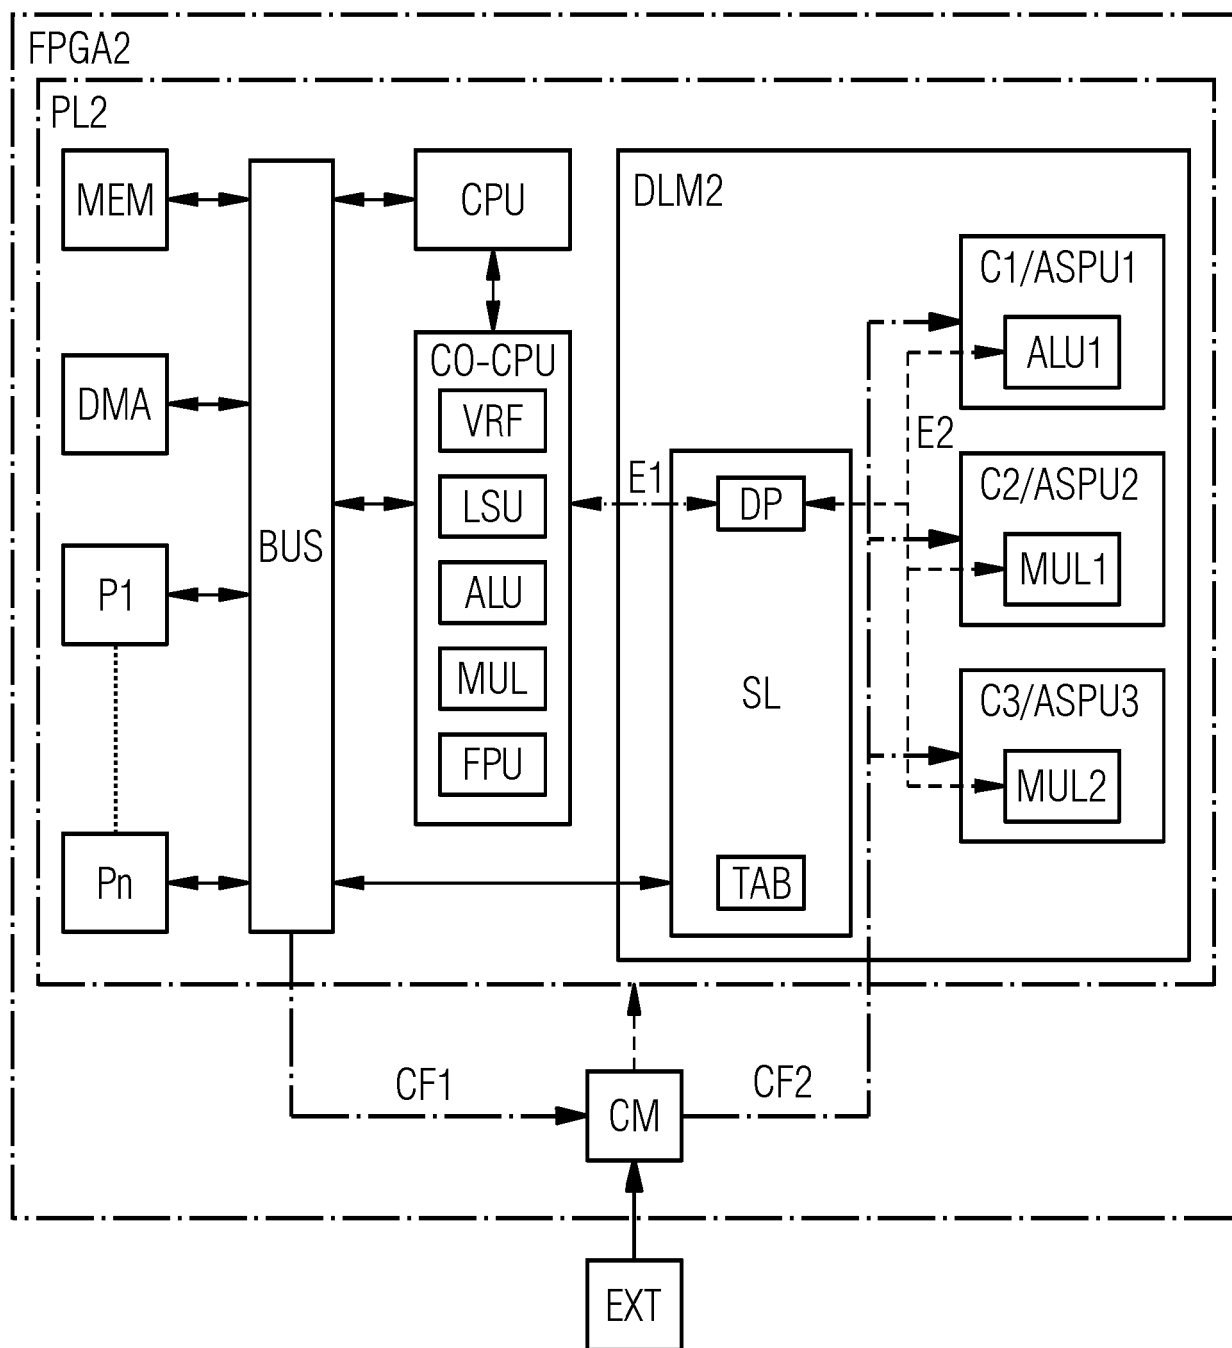 FPGA2
PL2
MEM
CPU
DLM2
C1/ASPU1
ALU1
CO-CPU
VRF
DMA
E2
E1
C2/ASPU2
LSU
DP
BUS
MUL1
P1
ALU
MUL
SL
C3/ASPU3
FPU
MUL2
Pn
TAB
CF1
CF2
CM
EXT